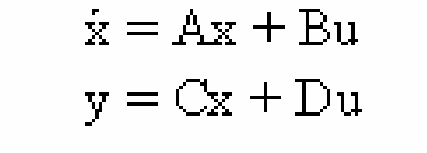 ẋ = Ax + Bu
y = Cx + Du